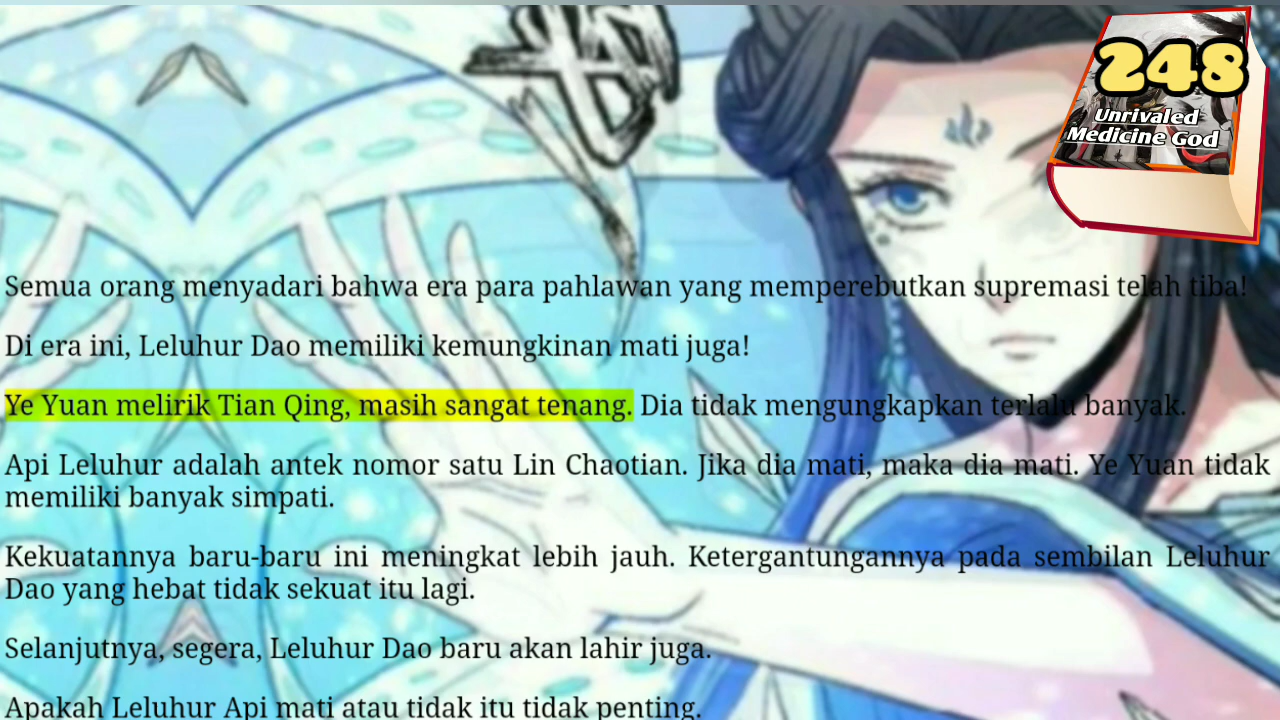 248
Unrivaled
Medicine God
Semua orang menyadari bahwa era para pahlawan yang memperebutkan supremasi telah tiba!
Di era ini, Leluhur Dao memiliki kemungkinan mati juga!
Ye Yuan melirik Tian Qing, masih sangat tenang. Dia tidak mengungkapkan terlalu banyak.
Api Leluhur adalah antek nomor satu Lin Chaotian. Jika dia mati, maka dia mati. Ye Yuan tidak
memiliki banyak simpati.
Kekuatannya baru-baru ini meningkat lebih jauh. Ketergantungannya pada sembilan Leluhur
Dao yang hebat tidak sekuat itu lagi.
Selanjutnya, segera, Leluhur Dao baru akan lahir juga.
Apakah Leluhur Api mati atau tidak itu tidak penting.